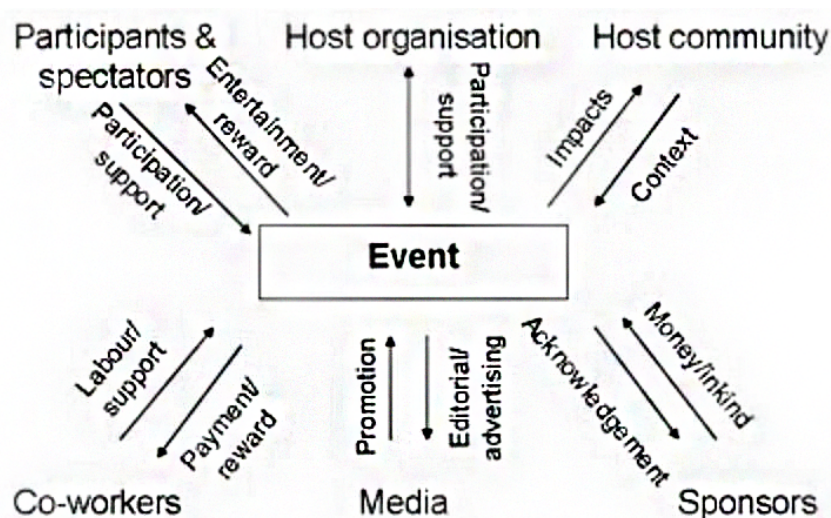 Participants &
spectators
Host organisation
Host community
Entertainment/
reward
Participation/
support
Participation/
support
Impacts
Context
Event
Labour/
support
Payment/
reward
Promotion
Editorial/
advertising
Acknowledgement
Money/inkind
Co-workers
Media
Sponsors